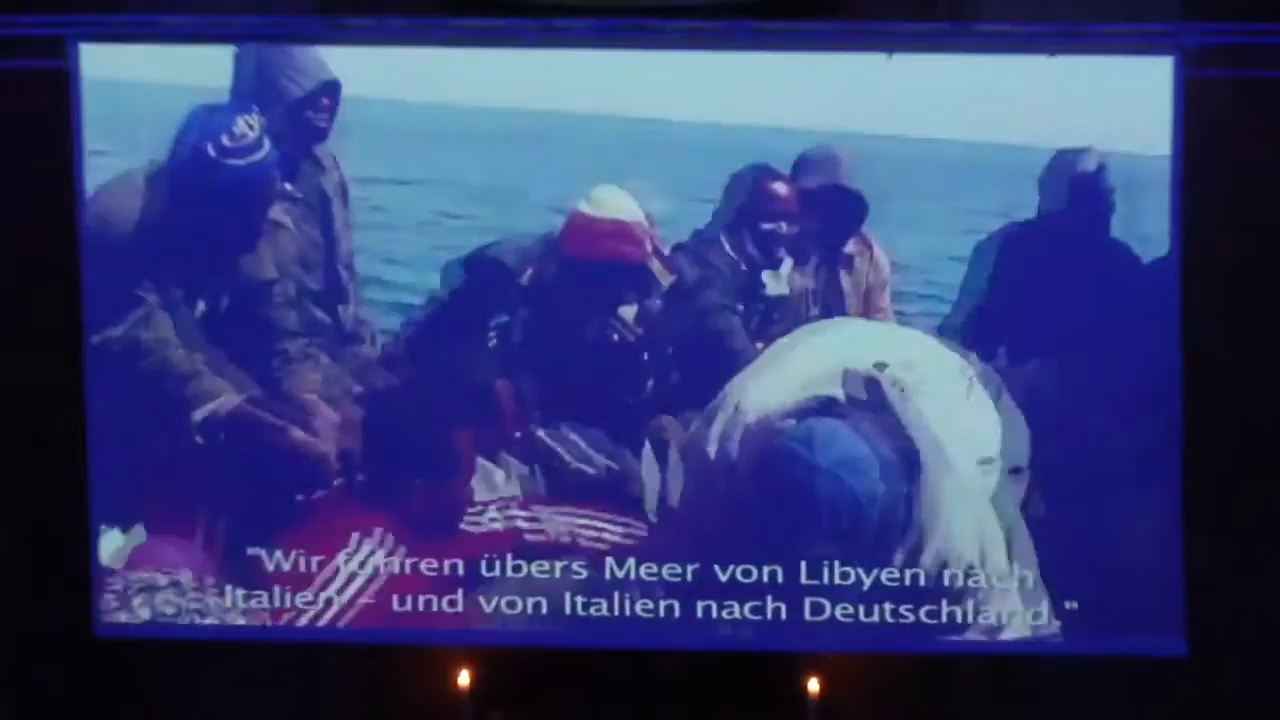 "Wir fuhren übers Meer von Libyen nach
Italien - und von Italien nach Deutschland."